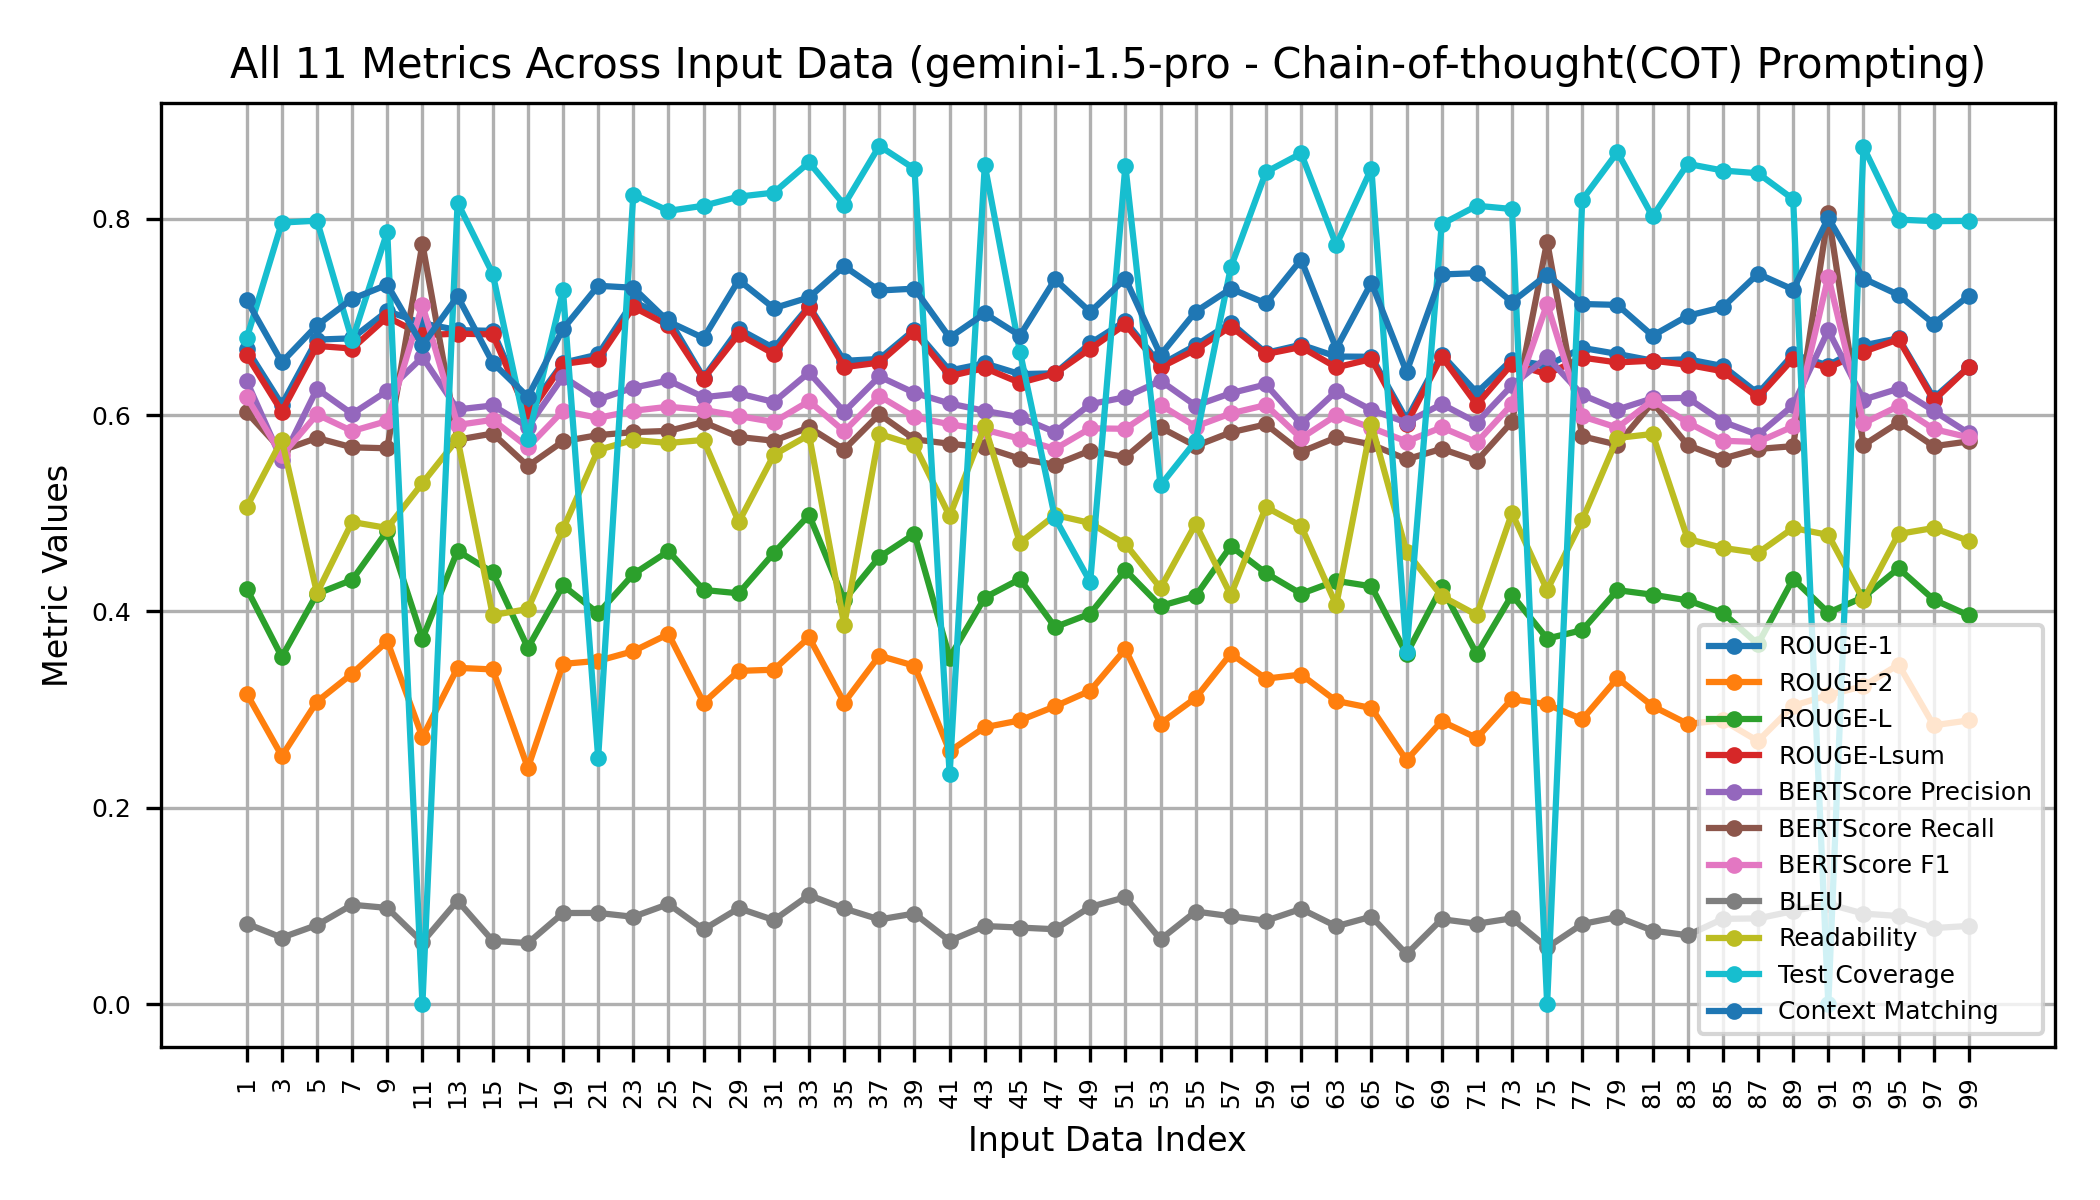 All 11 Metrics Across Input Data (gemini-1.5-pro - Chain-of-thought(COT) Prompting)
Metric Values
0.8
0.6
0.4
0.2
0.0
ROUGE-1
ROUGE-2
ROUGE-L
ROUGE-Lsum
BERTScore Precision
BERTScore Recall
BERTScore F1
BLEU
Readability
Test Coverage
Context Matching
1 3 5 7 9 11 13 15 17 19 21 23 25 27 29 31 33 35 37 39 41 43 45 47 49 51 53 55 57 59 61 63 65 67 69 71 73 75 77 79 81 83 85 87 89 91 93 95 97 99
Input Data Index